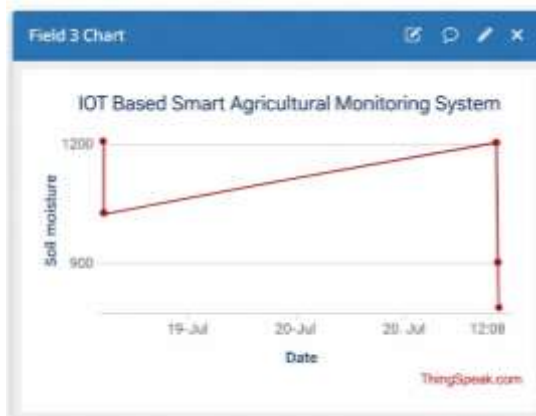 Field 3 Chart
IOT Based Smart Agricultural Monitoring System
1200
Soil moisture
900
19-Jul
20-Jul
20. Jul
12:08
Date
ThingSpeak.com